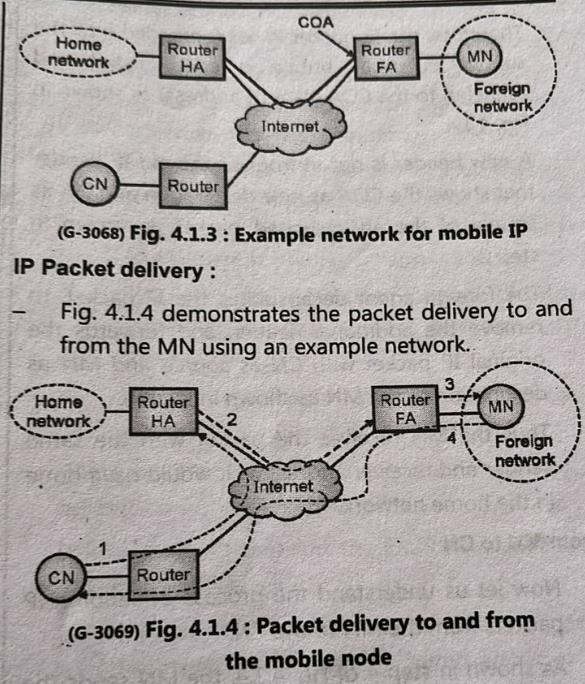 COA
Home
network
Router
HA
Router
FA
MN
Foreign
network
Internet
CN
Router
(G-3068) Fig. 4.1.3 : Example network for mobile IP
IP Packet delivery :
– Fig. 4.1.4 demonstrates the packet delivery to and
from the MN using an example network.
Home
network
Router
HA
2
Router
FA
3
MN
4
Foreign
network
Internet
1
CN
Router
(G-3069) Fig. 4.1.4 : Packet delivery to and from
the mobile node